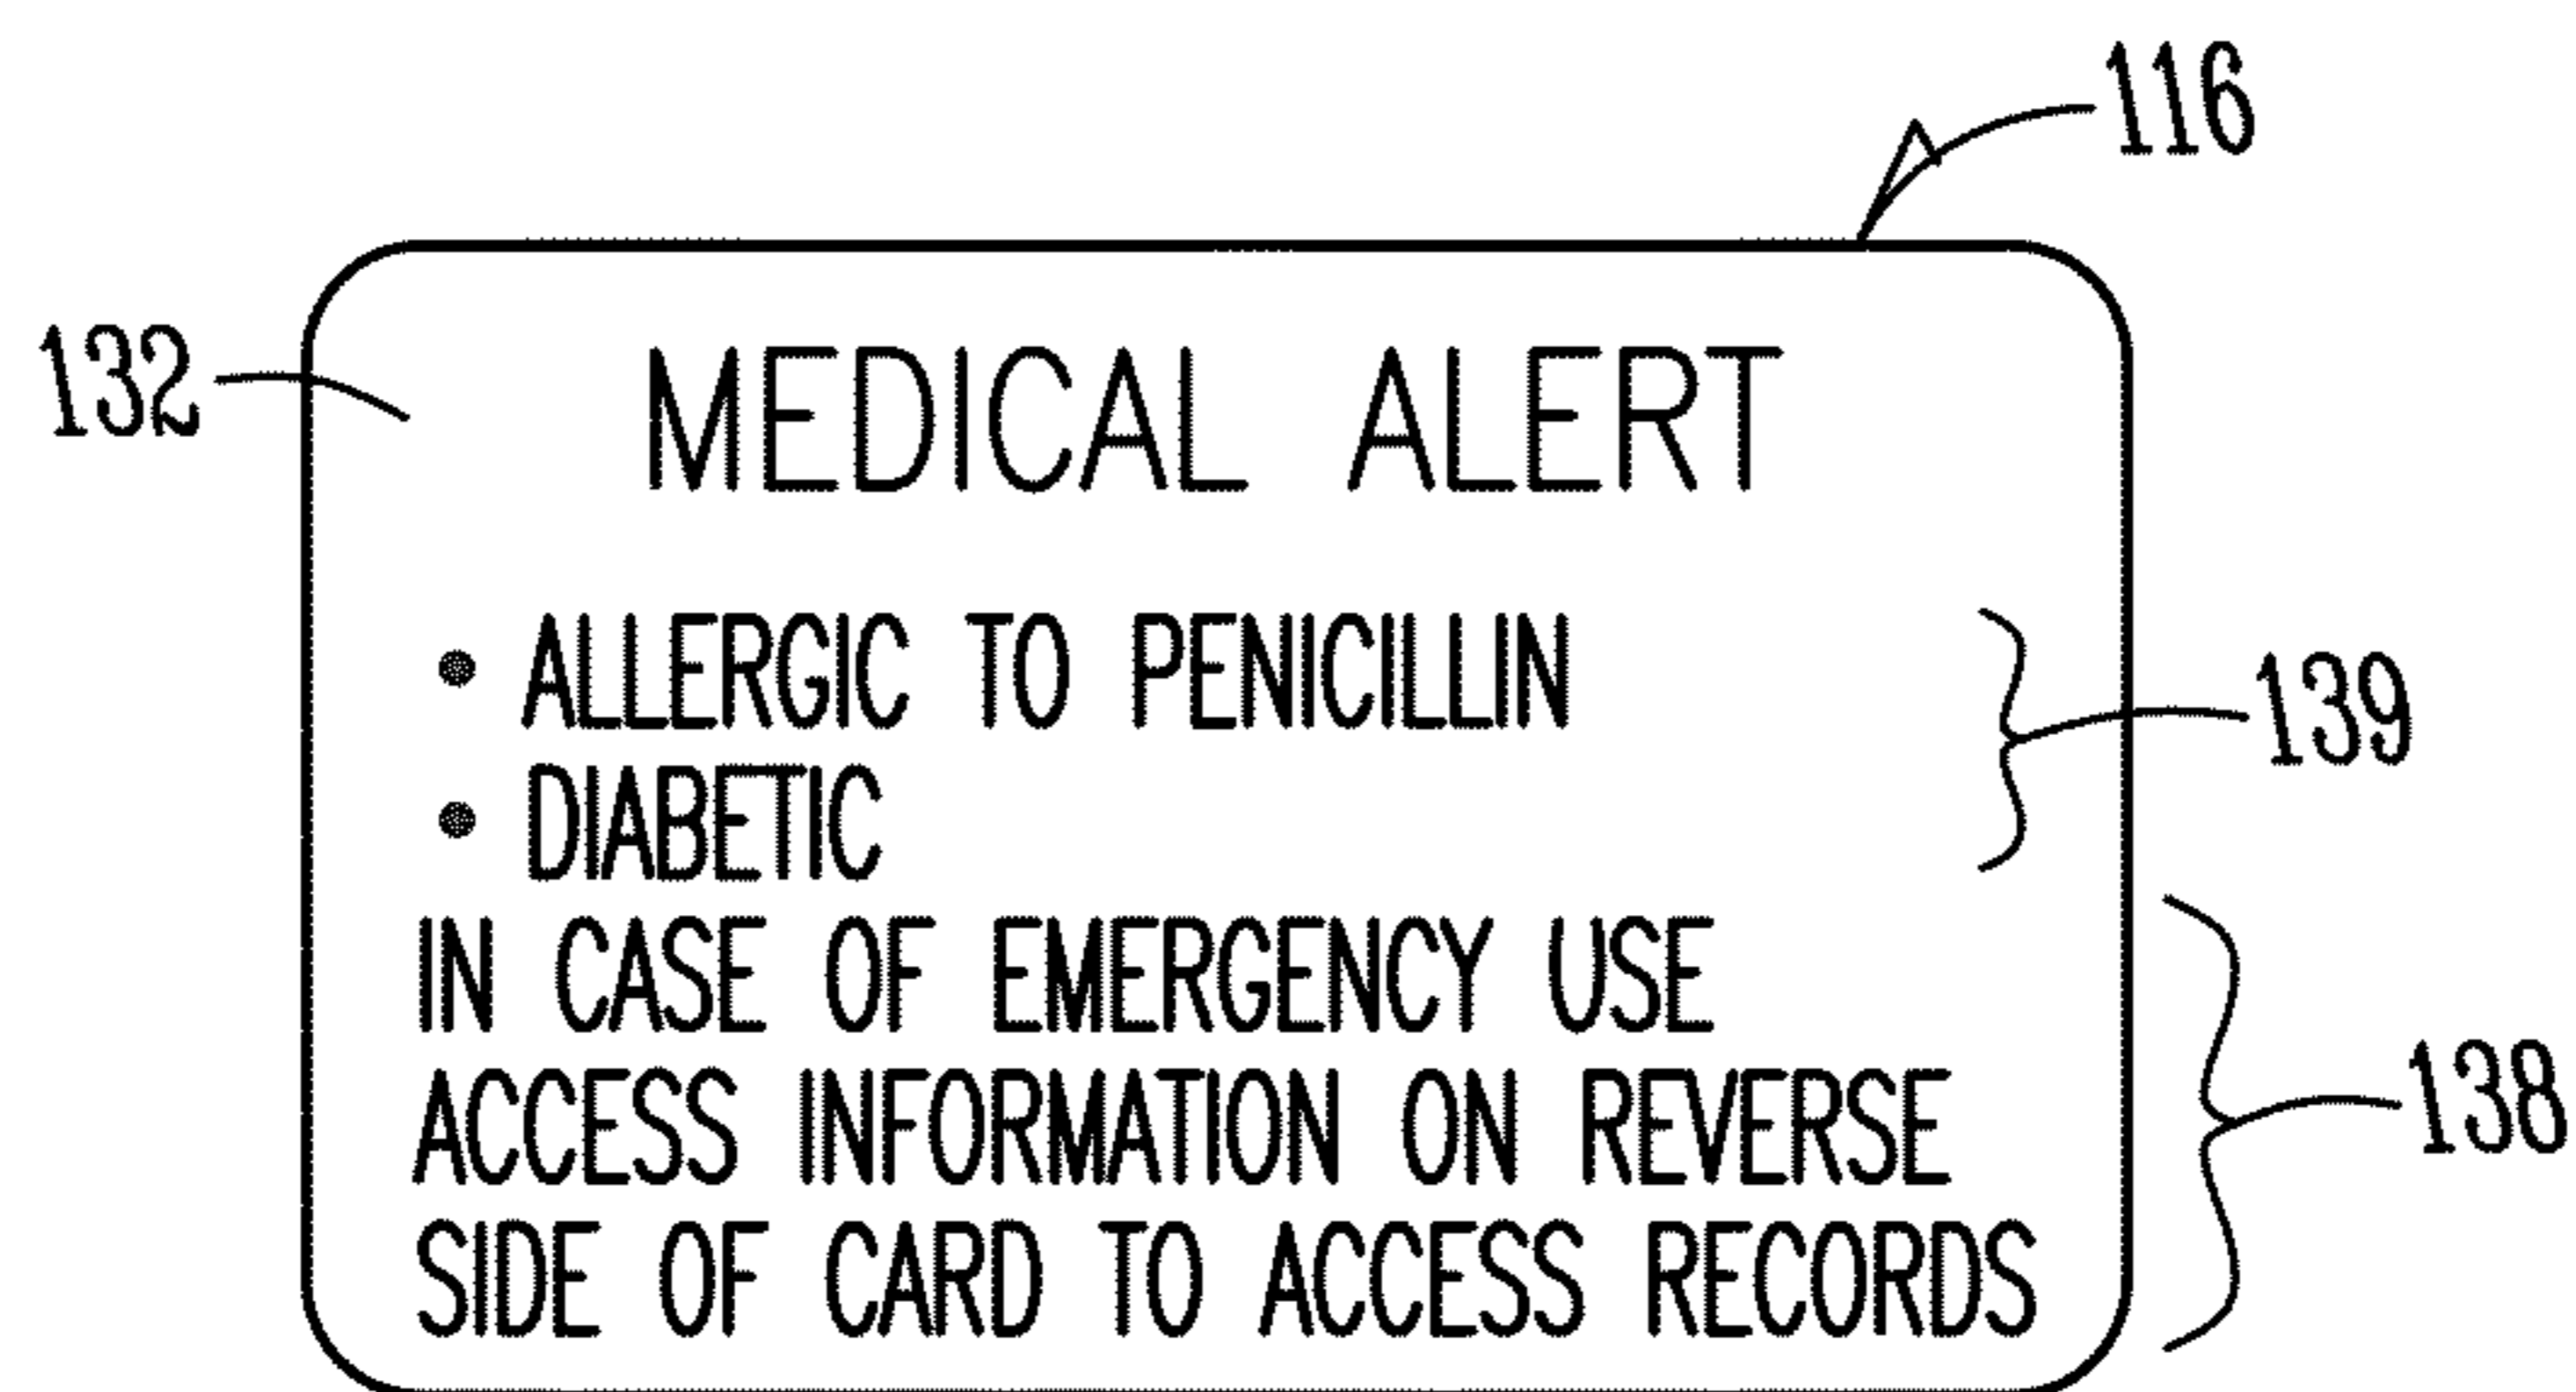 116
132
MEDICAL ALERT
• ALLERGIC TO PENICILLIN
139
• DIABETIC
IN CASE OF EMERGENCY USE
ACCESS INFORMATION ON REVERSE
138
SIDE OF CARD TO ACCESS RECORDS